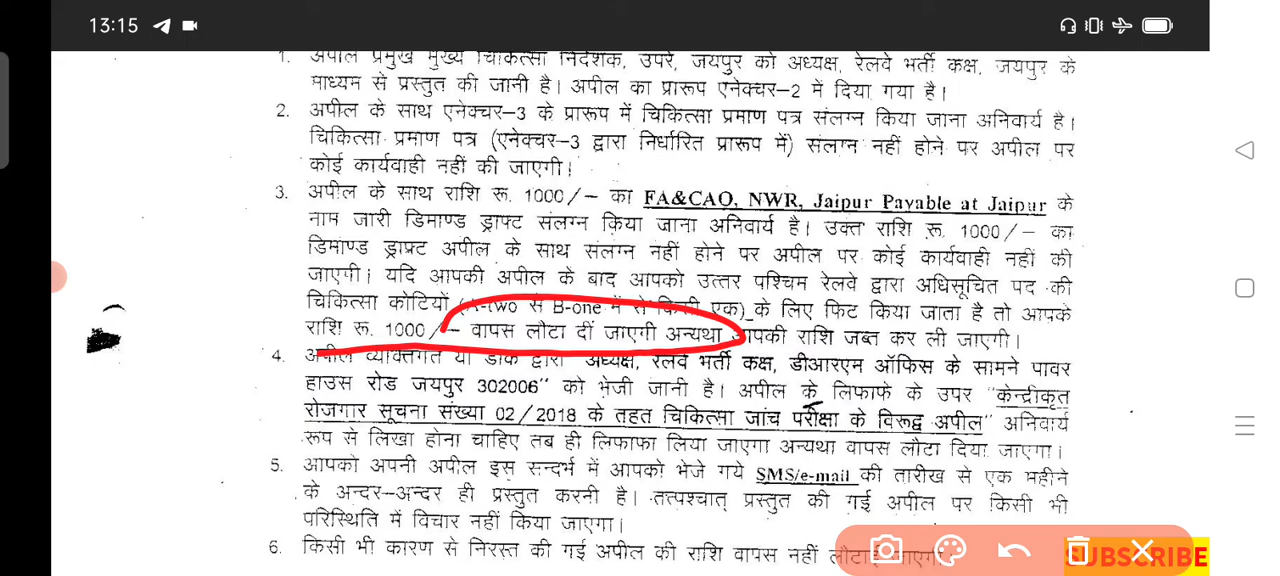 13:15
1. अपील प्रमुख मुख्य चिकित्सा निदेशक, उपरे, जयपुर को अध्यक्ष, रेलवे भर्ती कक्ष, जयपुर के
माध्यम से प्रस्तुत की जानी है। अपील का प्रारूप एनेक्चर-2 में दिया गया है।
2. अपील के साथ एनेक्चर-3 के प्रारूप में चिकित्सा प्रमाण पत्र संलग्न किया जाना अनिवार्य है।
चिकित्सा प्रमाण पत्र (एनेक्चर-3 द्वारा निर्धारित प्रारूप में) संलग्न नहीं होने पर अपील पर
कोई कार्यवाही नहीं की जाएगी।
3. अपील के साथ राशि रू. 1000/- का FA&CAO, NWR, Jaipur Payable at Jaipur के
नाम जारी डिमाण्ड ड्राफ्ट संलग्न किया जाना अनिवार्य है। उक्त राशि रू. 1000/- का
डिमाण्ड ड्राफ्ट अपील के साथ संलग्न नहीं होने पर अपील पर कोई कार्यवाही नहीं की
जाएगी। यदि आपकी अपील के बाद आपको उत्तर पश्चिम रेलवे द्वारा अधिसूचित पद की
चिकित्सा कोटियों (A-two से B-one में से किसी एक) के लिए फिट किया जाता है तो आपके
राशि रू. 1000/- वापस लौटा दीं जाएगी अन्यथा आपकी राशि जब्त कर ली जाएगी।
4. अपील व्यक्तिगत या डाक द्वारा अध्यक्ष, रेलवे भर्ती कक्ष, डीआरएम ऑफिस के सामने पावर
हाउस रोड जयपुर 302006" को भेजी जानी है। अपील के लिफाफे के उपर "केन्द्रीकृत
रोजगार सूचना संख्या 02/2018 के तहत चिकित्सा जांच परीक्षा के विरूद्व अपील" अनिवार्य
रूप से लिखा होना चाहिए तब ही लिफाफा लिया जाएगा अन्यथा वापस लौटा दिया जाएगा।
5. आपको अपनी अपील इस सन्दर्भ में आपको भेजे गये SMS/e-mail की तारीख से एक महीने
के अन्दर-अन्दर ही प्रस्तुत करनी है। तत्पश्चात् प्रस्तुत की गई अपील पर किसी भी
परिस्थिति में विचार नहीं किया जाएगा।
6. किसी भी कारण से निरस्त की गई अपील की राशि वापस नहीं लौटाई जाएगी
SUBSCRIBE